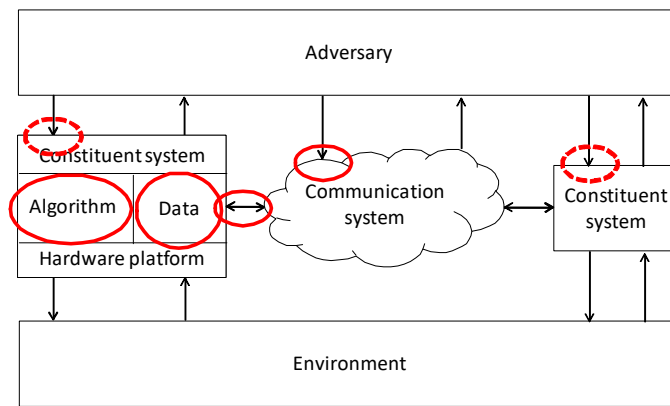 Adversary
Constituent system
Algorithm
Data
Hardware platform
Communication
system
Constituent
system
Environment